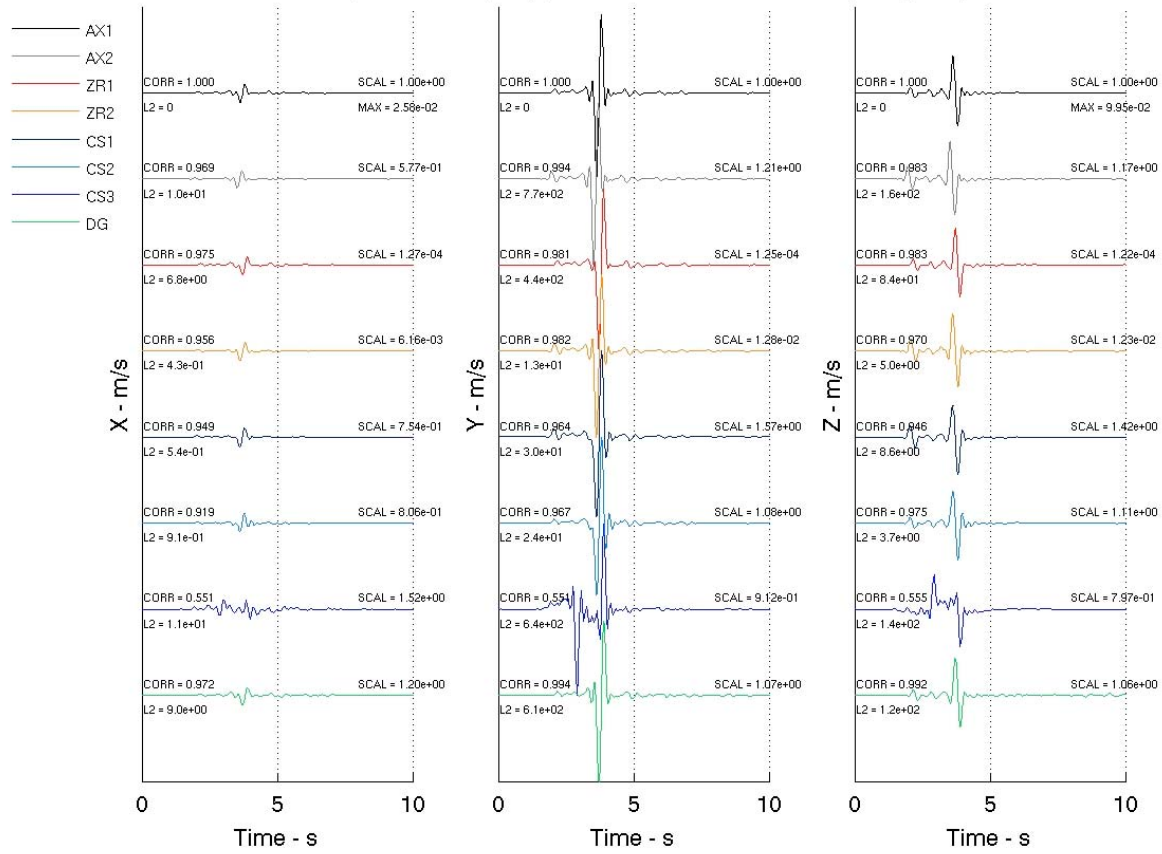 AX1
AX2
ZR1
ZR2
CS1
CS2
CS3
DG
X - m/s
CORR = 1.000 SCAL = 1.00e+00
L2 = 0 MAX = 2.58e-02
CORR = 0.969 SCAL = 5.77e-01
L2 = 1.0e+01
CORR = 0.975 SCAL = 1.27e-04
L2 = 6.8e+00
CORR = 0.956 SCAL = 6.16e-03
L2 = 4.3e-01
CORR = 0.949 SCAL = 7.54e-01
L2 = 5.4e-01
CORR = 0.919 SCAL = 8.06e-01
L2 = 9.1e-01
CORR = 0.551 SCAL = 1.52e+00
L2 = 1.1e+01
CORR = 0.972 SCAL = 1.20e+00
L2 = 9.0e+00
0 5 10
Time - s
Y - m/s
CORR = 1.000 SCAL = 1.00e+00
L2 = 0
CORR = 0.994 SCAL = 1.21e+00
L2 = 7.7e+02
CORR = 0.981 SCAL = 1.25e-04
L2 = 4.4e+02
CORR = 0.982 SCAL = 1.28e-02
L2 = 1.3e+01
CORR = 0.964 SCAL = 1.57e+00
L2 = 3.0e+01
CORR = 0.967 SCAL = 1.08e+00
L2 = 2.4e+01
CORR = 0.551 SCAL = 9.12e-01
L2 = 6.4e+02
CORR = 0.994 SCAL = 1.07e+00
L2 = 6.1e+02
0 5 10
Time - s
Z - m/s
CORR = 1.000 SCAL = 1.00e+00
L2 = 0 MAX = 9.95e-02
CORR = 0.983 SCAL = 1.17e+00
L2 = 1.6e+02
CORR = 0.983 SCAL = 1.22e-04
L2 = 8.4e+01
CORR = 0.970 SCAL = 1.23e-02
L2 = 5.0e+00
CORR = 0.946 SCAL = 1.42e+00
L2 = 8.6e+00
CORR = 0.975 SCAL = 1.11e+00
L2 = 3.7e+00
CORR = 0.555 SCAL = 7.97e-01
L2 = 1.4e+02
CORR = 0.992 SCAL = 1.06e+00
L2 = 1.2e+02
0 5 10
Time - s